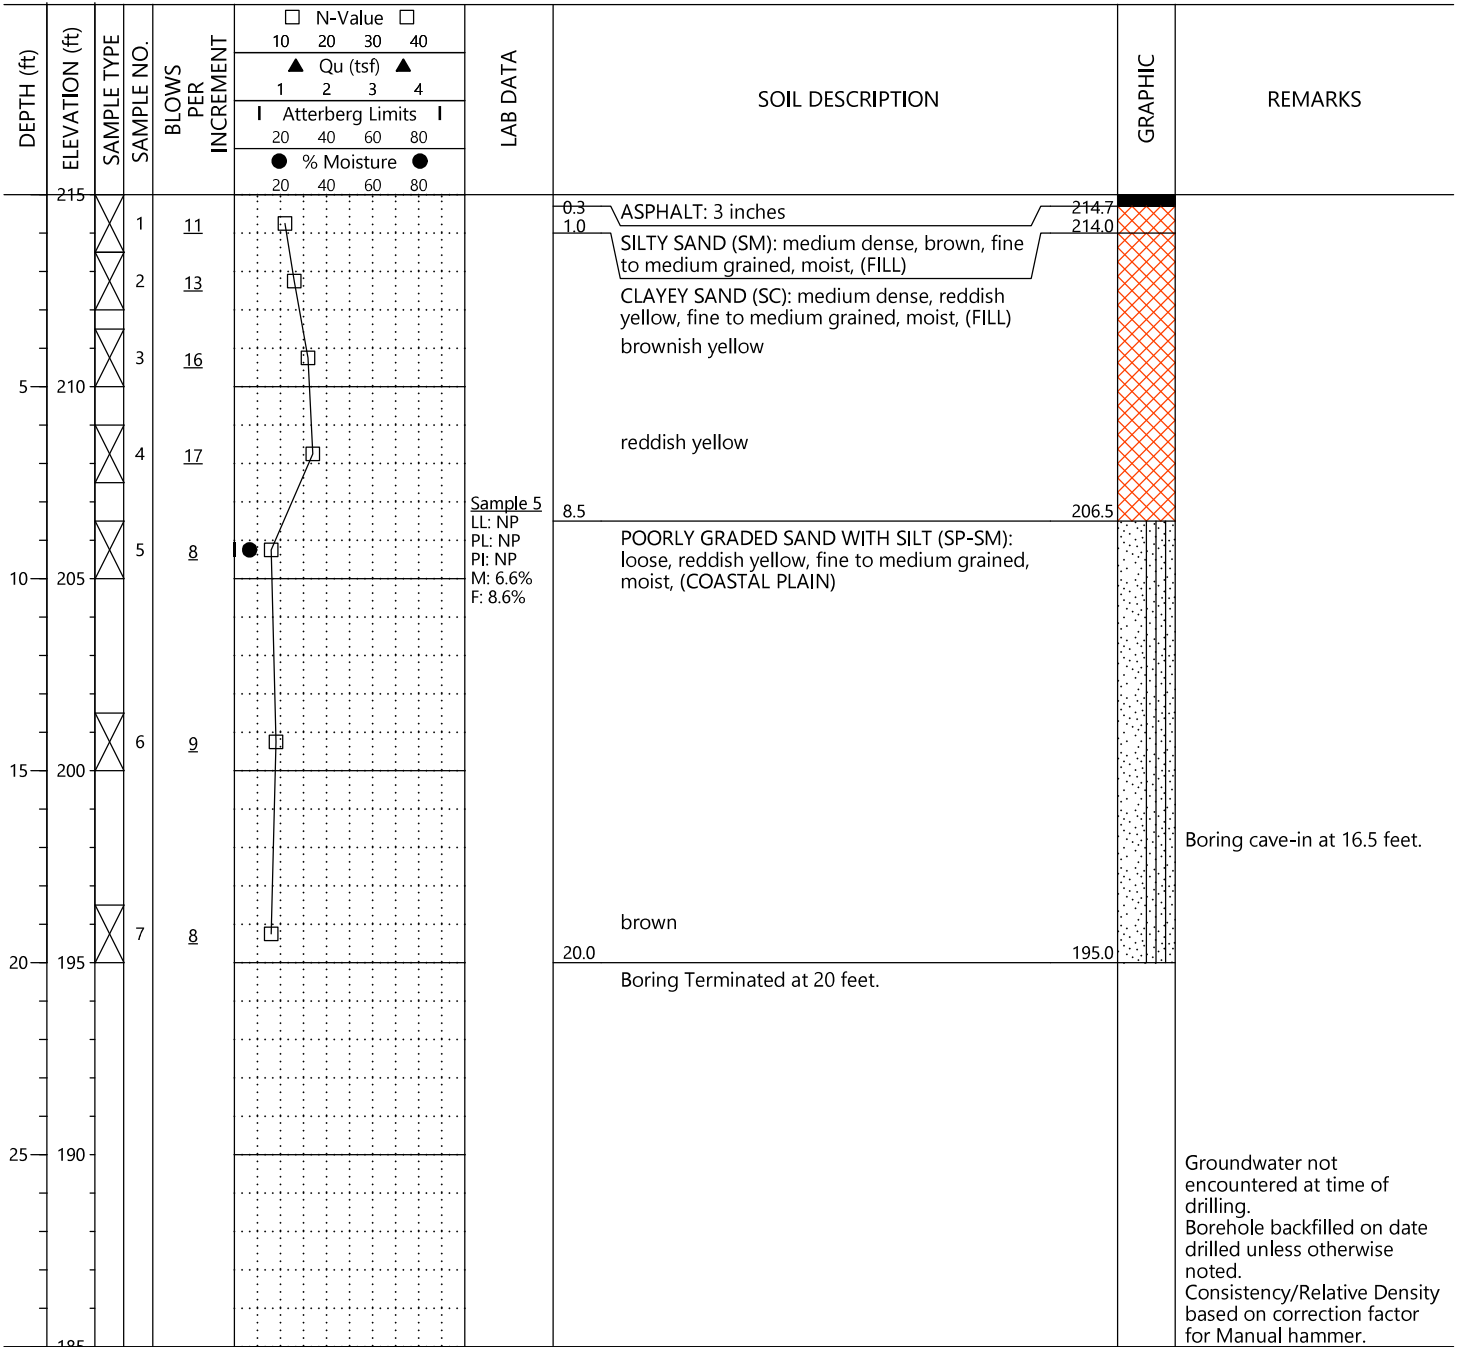 DEPTH (ft)
ELEVATION (ft)
SAMPLE TYPE
SAMPLE NO.
BLOWS
PER
INCREMENT
N-Value
10 20 30 40
Qu (tsf)
1 2 3 4
Atterberg Limits
20 40 60 80
% Moisture
20 40 60 80
LAB DATA
SOIL DESCRIPTION
GRAPHIC
REMARKS
215
0.3 ASPHALT: 3 inches 214.7
1 11
1.0 214.0
SILTY SAND (SM): medium dense, brown, fine
to medium grained, moist, (FILL)
2 13
CLAYEY SAND (SC): medium dense, reddish
yellow, fine to medium grained, moist, (FILL)
brownish yellow
3 16
5 210
reddish yellow
4 17
Sample 5
LL: NP
PL: NP
PI: NP
M: 6.6%
F: 8.6%
8.5 206.5
POORLY GRADED SAND WITH SILT (SP-SM):
loose, reddish yellow, fine to medium grained,
moist, (COASTAL PLAIN)
5 8
10 205
6 9
15 200
Boring cave-in at 16.5 feet.
brown
7 8
20.0 195.0
20 195
Boring Terminated at 20 feet.
25 190
Groundwater not
encountered at time of
drilling.
Borehole backfilled on date
drilled unless otherwise
noted.
Consistency/Relative Density
based on correction factor
for Manual hammer.
185